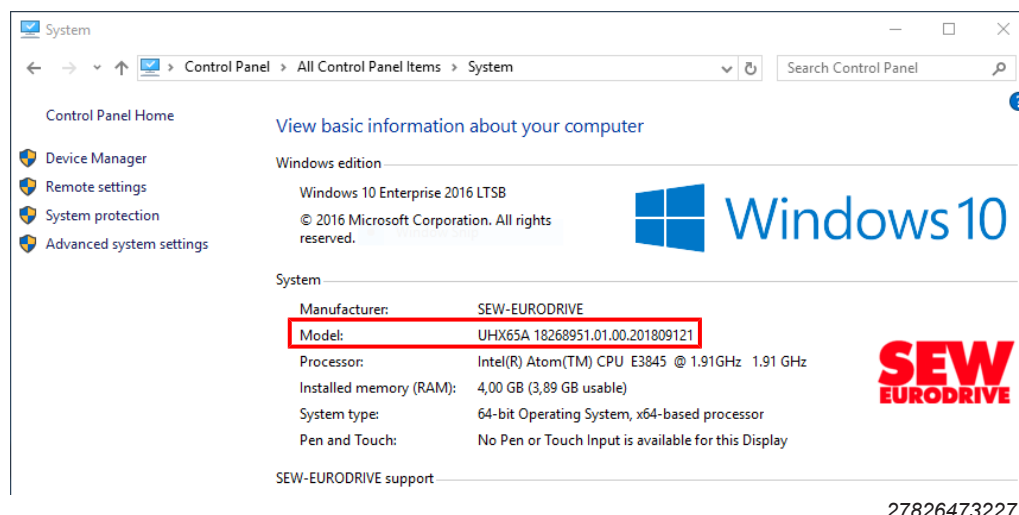 System
Control Panel > All Control Panel Items > System
Search Control Panel
Control Panel Home
Device Manager
Remote settings
System protection
Advanced system settings
View basic information about your computer
Windows edition
Windows 10 Enterprise 2016 LTSB
© 2016 Microsoft Corporation. All rights
reserved.
Windows 10
System
Manufacturer: SEW-EURODRIVE
Model: UHX65A 18268951.01.00.201809121
Processor: Intel(R) Atom(TM) CPU E3845 @ 1.91GHz 1.91 GHz
Installed memory (RAM): 4,00 GB (3,89 GB usable)
System type: 64-bit Operating System, x64-based processor
Pen and Touch: No Pen or Touch Input is available for this Display
SEW
EURODRIVE
SEW-EURODRIVE support
27826473227